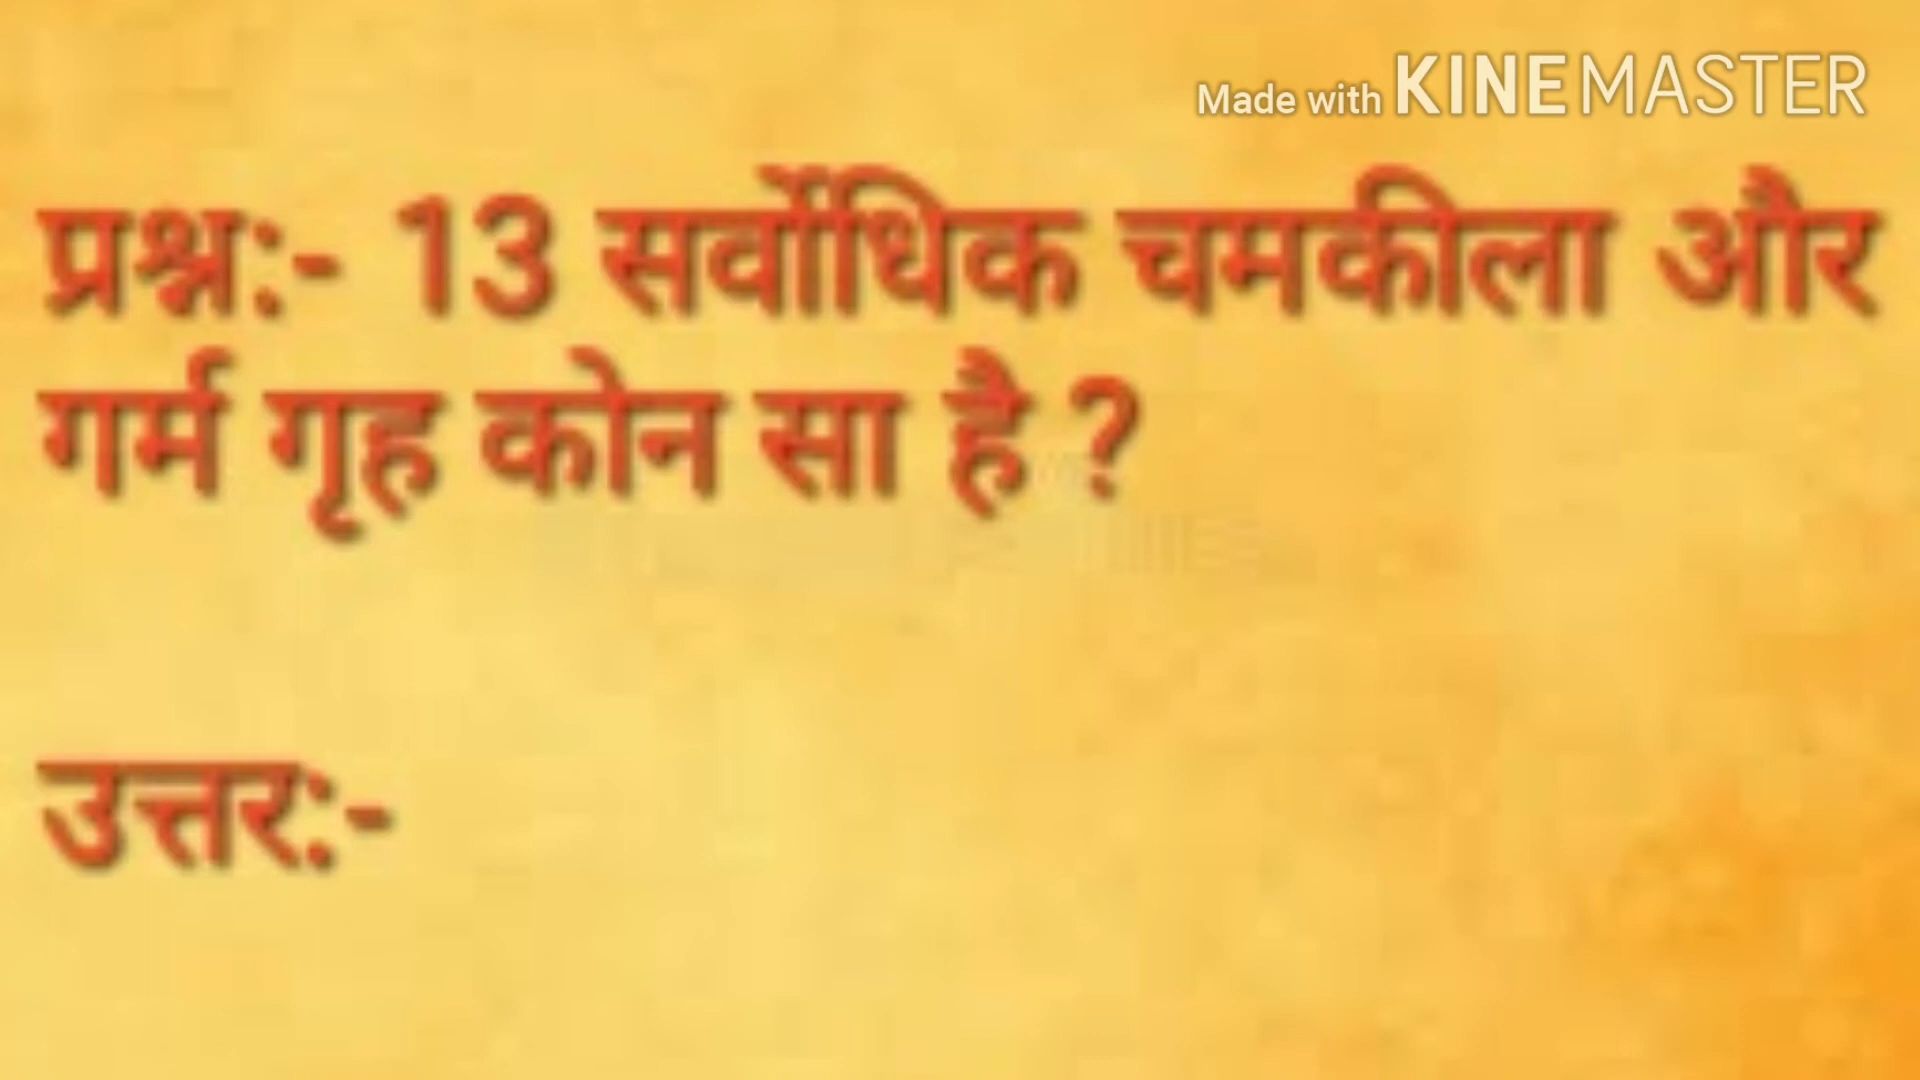 Made with KINEMASTER
प्रश्न:- 13 सर्वोधिक चमकीला और
गर्म गृह कोन सा है ?
उत्तर:-